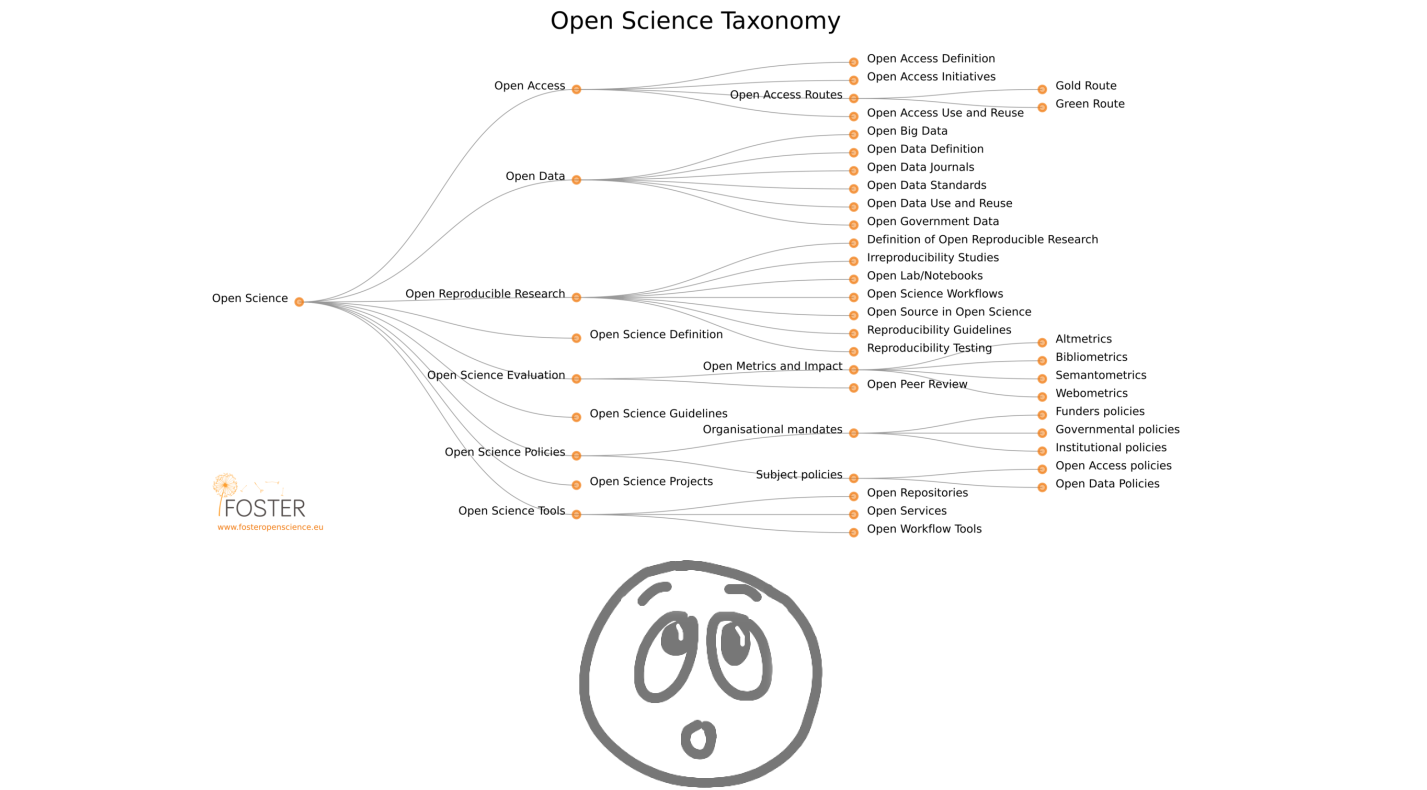 Open Science Taxonomy
Open Science
Open Access
Open Access Definition
Open Access Initiatives
Open Access Routes
Gold Route
Green Route
Open Access Use and Reuse
Open Data
Open Big Data
Open Data Definition
Open Data Journals
Open Data Standards
Open Data Use and Reuse
Open Government Data
Open Reproducible Research
Definition of Open Reproducible Research
Irreproducibility Studies
Open Lab/Notebooks
Open Science Workflows
Open Source in Open Science
Reproducibility Guidelines
Reproducibility Testing
Open Science Definition
Open Science Evaluation
Open Metrics and Impact
Altmetrics
Bibliometrics
Semantometrics
Webometrics
Open Peer Review
Open Science Guidelines
Open Science Policies
Organisational mandates
Funders policies
Governmental policies
Institutional policies
Subject policies
Open Access policies
Open Data Policies
Open Science Projects
Open Science Tools
Open Repositories
Open Services
Open Workflow Tools
FOSTER
www.fosteropenscience.eu